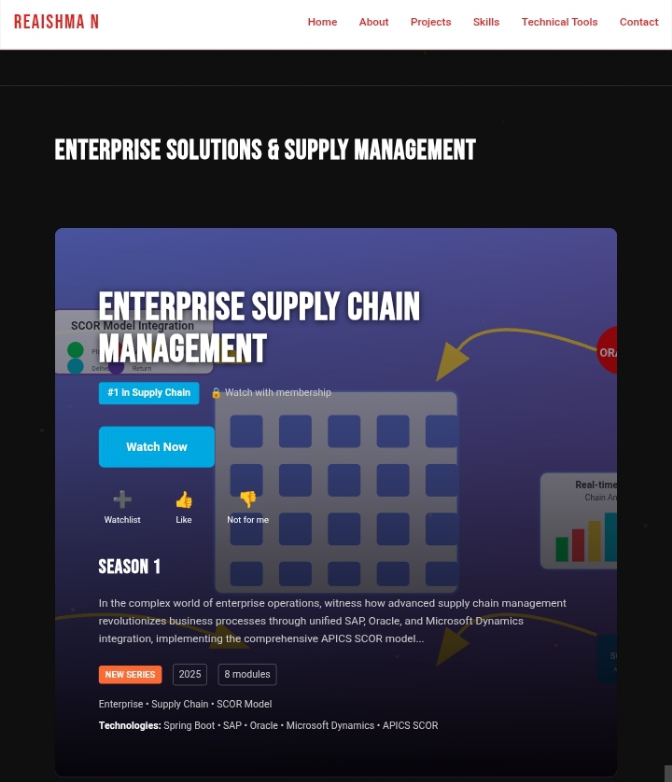 REAISHMA N
Home About Projects Skills Technical Tools Contact
ENTERPRISE SOLUTIONS & SUPPLY MANAGEMENT
ENTERPRISE SUPPLY CHAIN
MANAGEMENT
SCOR Model Integration
Return
#1 in Supply Chain
🔒 Watch with membership
Watch Now
Watchlist Like Not for me
Real-time
Chain An
SEASON 1
In the complex world of enterprise operations, witness how advanced supply chain management
revolutionizes business processes through unified SAP, Oracle, and Microsoft Dynamics
integration, implementing the comprehensive APICS SCOR model...
NEW SERIES 2025 8 modules
Enterprise • Supply Chain • SCOR Model
Technologies: Spring Boot • SAP • Oracle • Microsoft Dynamics • APICS SCOR